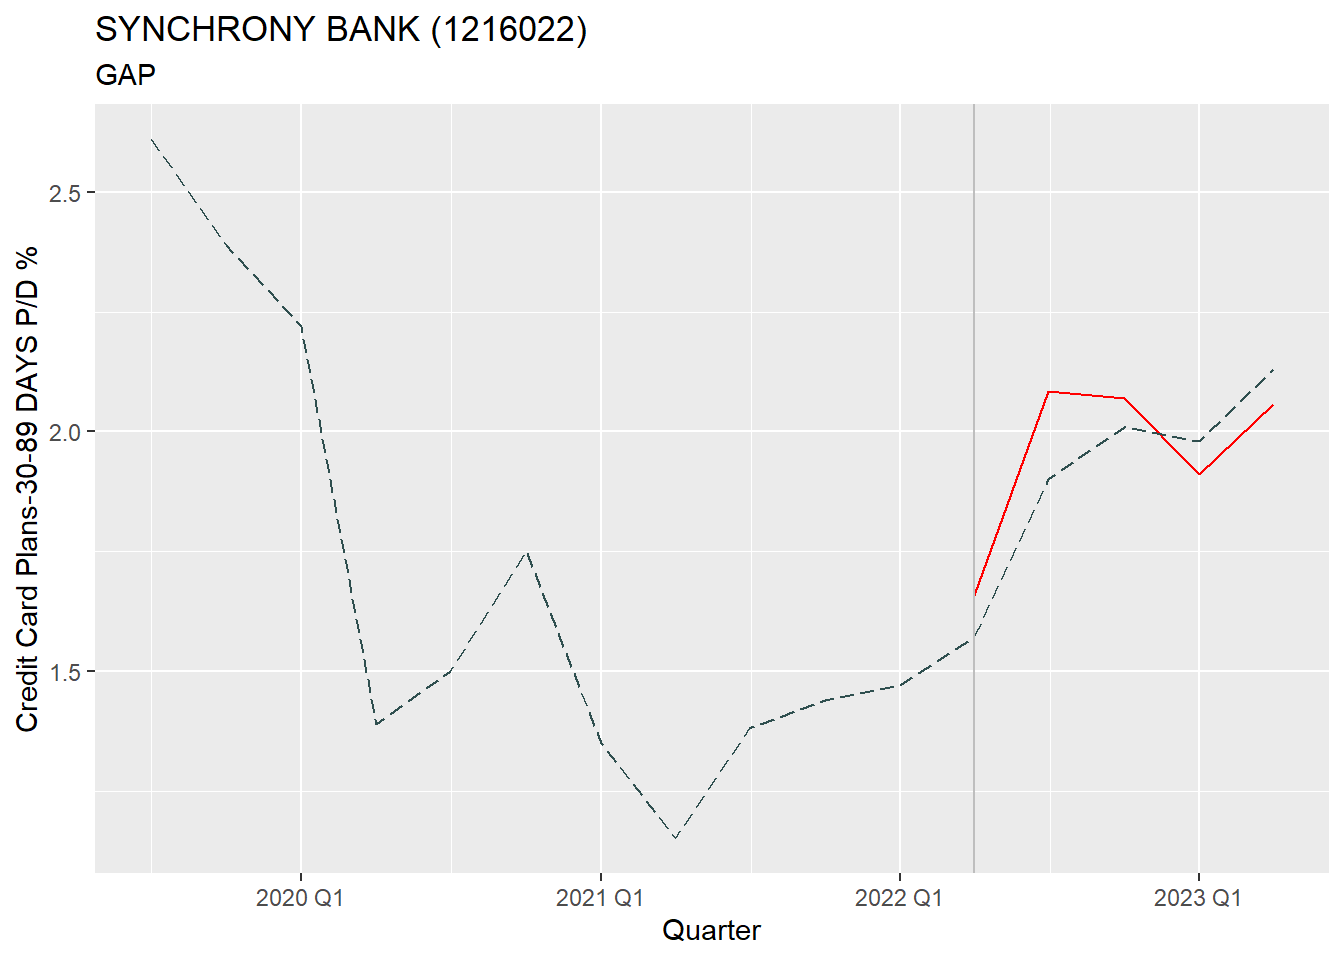 SYNCHRONY BANK (1216022)
GAP
Credit Card Plans-30-89 DAYS P/D %
2.5
2.0
1.5
2020 Q1
2021 Q1
2022 Q1
2023 Q1
Quarter